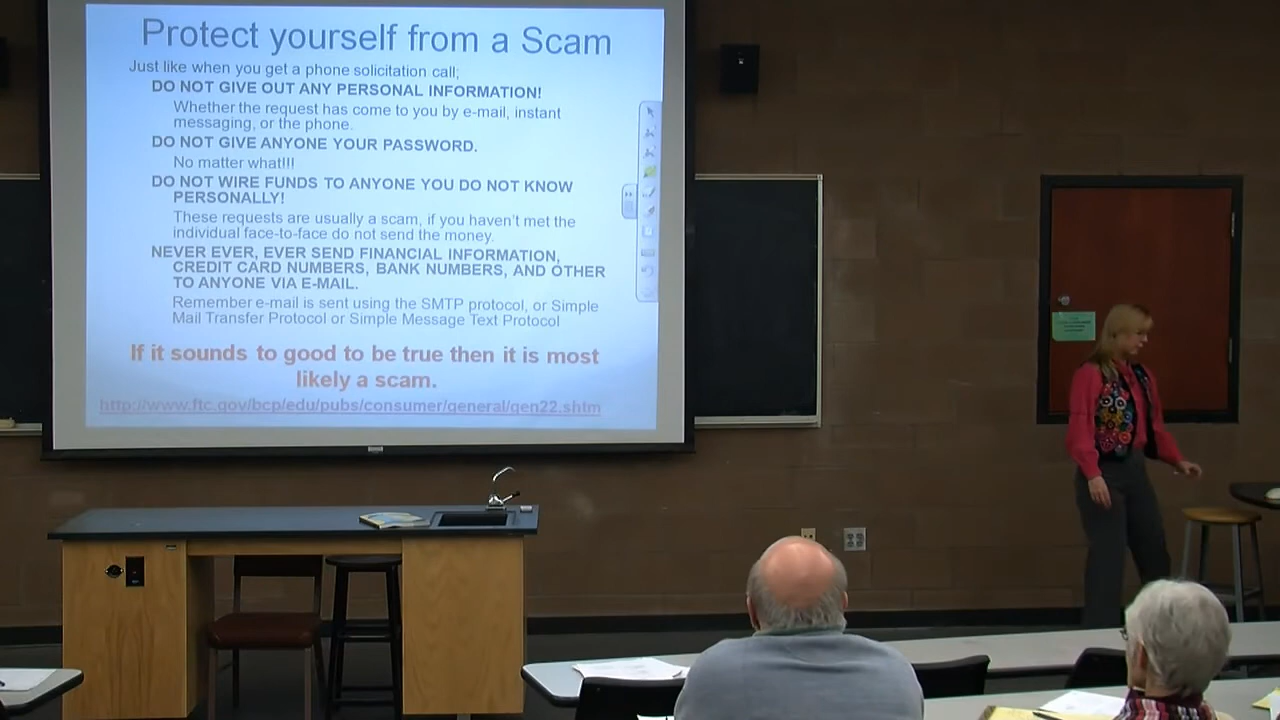 Protect yourself from a Scam
Just like when you get a phone solicitation call;
DO NOT GIVE OUT ANY PERSONAL INFORMATION!
Whether the request has come to you by e-mail, instant
messaging, or the phone.
DO NOT GIVE ANYONE YOUR PASSWORD.
No matter what!!!
DO NOT WIRE FUNDS TO ANYONE YOU DO NOT KNOW
PERSONALLY!
These requests are usually a scam, if you haven't met the
individual face-to-face do not send the money.
NEVER EVER, EVER SEND FINANCIAL INFORMATION,
CREDIT CARD NUMBERS, BANK NUMBERS, AND OTHER
TO ANYONE VIA E-MAIL.
Remember e-mail is sent using the SMTP protocol, or Simple
Mail Transfer Protocol or Simple Message Text Protocol
If it sounds to good to be true then it is most
likely a scam.
http://www.ftc.gov/bcp/edu/pubs/consumer/general/gen22.shtm